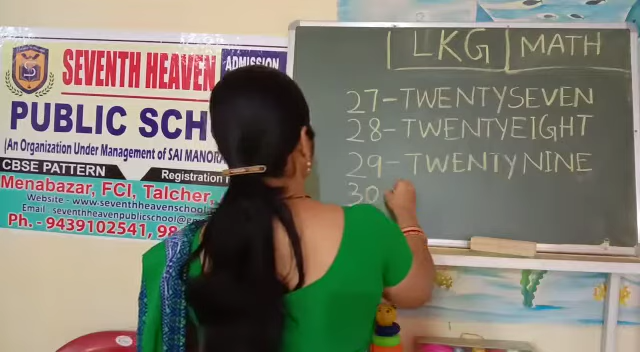 SEVENTH HEAVEN
ADMISSION
PUBLIC SCH
(An Organization Under Management of SAI MANORA
CBSE PATTERN
Registration
Menabazar, FCI, Talcher,
Website - www.seventhheavenschool
Email seventhheavenpublicschool@
Ph. - 9439102541, 98
LKG MATH
27-TWENTYSEVEN
28-TWENTYEIGHT
29-TWENTYNINE
30